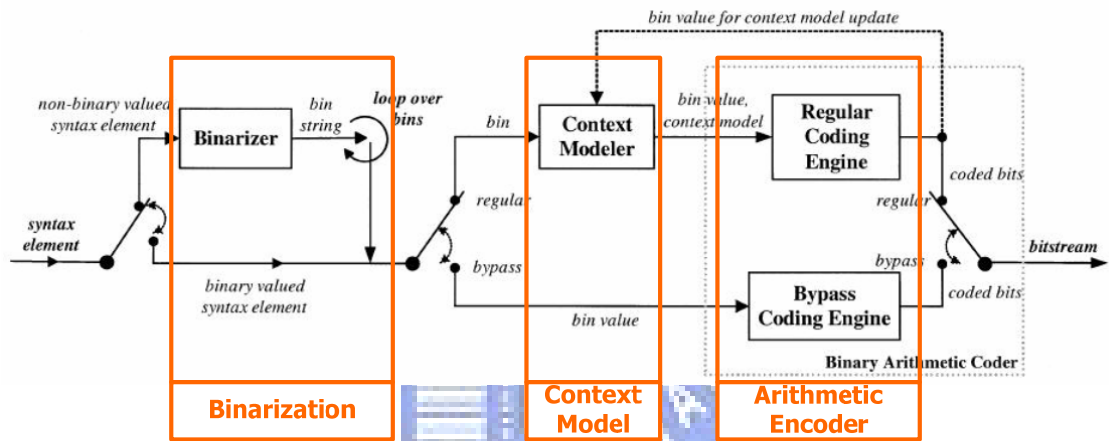 bin value for context model update
non-binary valued
syntax element
bin
string
loop over
bins
Binarizer
bin
Context
Modeler
bin value,
context model
Regular
Coding
Engine
coded bits
regular
regular
syntax
element
bitstream
bypass
bypass
binary valued
syntax element
coded bits
bin value
Bypass
Coding Engine
Binary Arithmetic Coder
Binarization
Context
Model
Arithmetic
Encoder